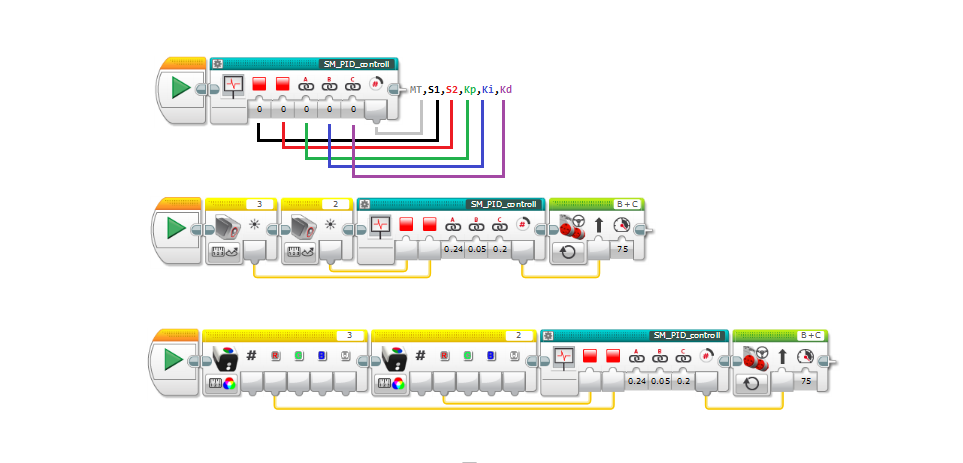 SM_PID_controll
A B C #
0 0 0 0 0
MT,S1,S2,Kp,Ki,Kd
3 2 SM_PID_controll B+C
A B C #
0.24 0.05 0.2 75
3 2 SM_PID_controll B+C
# R G B # R G B A B C #
0.24 0.05 0.2 75